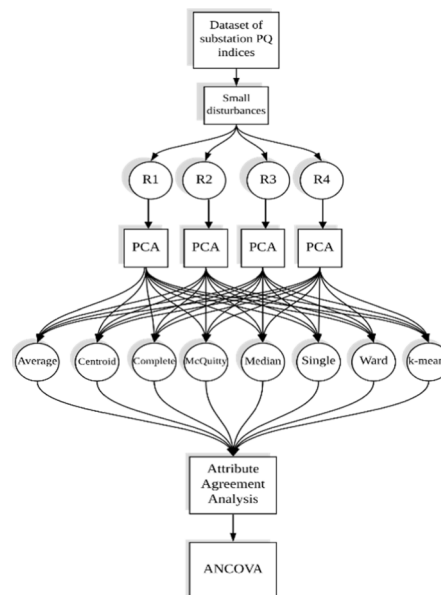 Dataset of
substation PQ
indices
Small
disturbances
R1 R2 R3 R4
PCA PCA PCA PCA
Average Centroid Complete McQuitty Median Single Ward k-mean
Attribute
Agreement
Analysis
ANCOVA